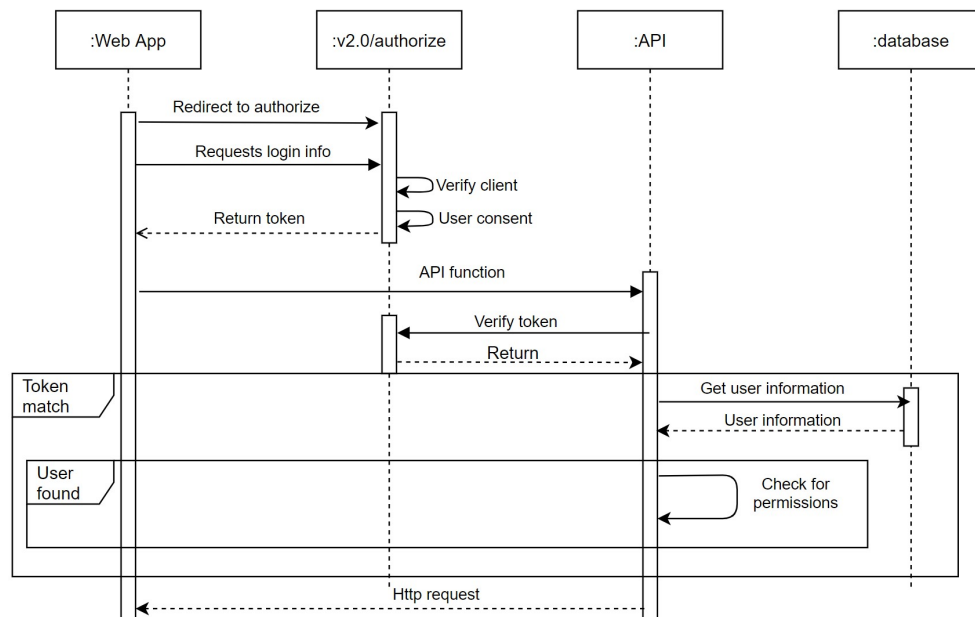 :Web App
:v2.0/authorize
:API
:database
Redirect to authorize
Requests login info
Verify client
Return token
User consent
API function
Verify token
Return
Token
match
Get user information
User information
User
found
Check for
permissions
Http request